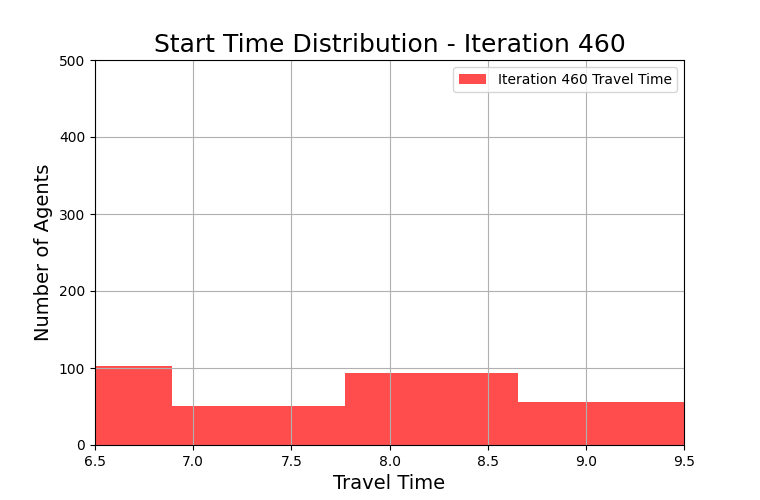 Start Time Distribution - Iteration 460
Iteration 460 Travel Time
Number of Agents
500
400
300
200
100
0
6.5 7.0 7.5 8.0 8.5 9.0 9.5
Travel Time